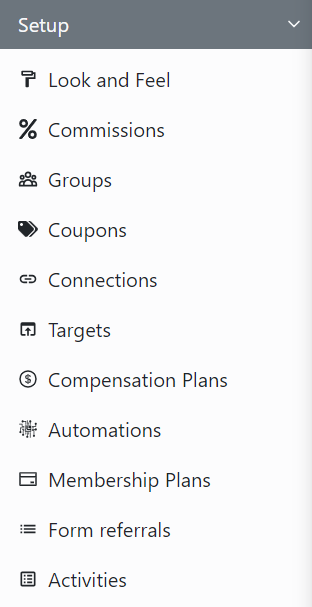 Setup
Look and Feel
Commissions
Groups
Coupons
Connections
Targets
Compensation Plans
Automations
Membership Plans
Form referrals
Activities